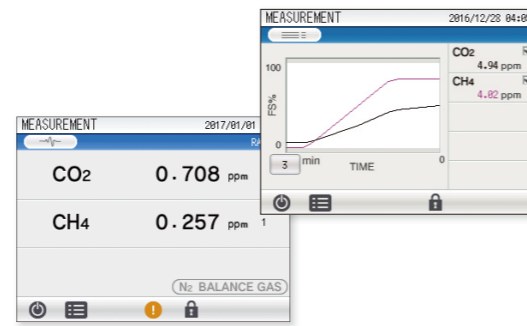 MEASUREMENT 2016/12/28 04:0
CO2
4.94 ppm
CH4
4.02 ppm
100
FS%
0
3 min TIME 0
MEASUREMENT 2017/01/01
CO2 0.708 ppm
CH4 0.257 ppm 1
N2 BALANCE GAS